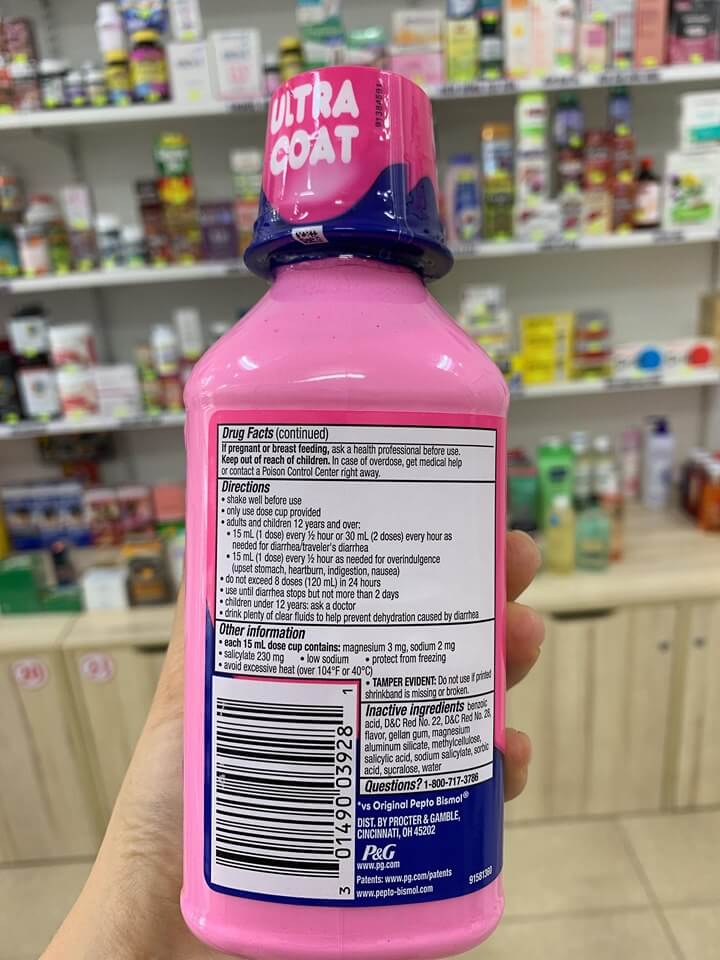 ULTRA
COAT
91384591
Drug Facts (continued)
If pregnant or breast feeding, ask a health professional before use.
Keep out of reach of children. In case of overdose, get medical help
or contact a Poison Control Center right away.
Directions
• shake well before use
• only use dose cup provided
• adults and children 12 years and over:
• 15 mL (1 dose) every ½ hour or 30 mL (2 doses) every hour as
needed for diarrhea/traveler's diarrhea
• 15 mL (1 dose) every ½ hour as needed for overindulgence
(upset stomach, heartburn, indigestion, nausea)
• do not exceed 8 doses (120 mL) in 24 hours
• use until diarrhea stops but not more than 2 days
• children under 12 years: ask a doctor
• drink plenty of clear fluids to help prevent dehydration caused by diarrhea
Other information
• each 15 mL dose cup contains: magnesium 3 mg, sodium 2 mg
• salicylate 230 mg • low sodium • protect from freezing
• avoid excessive heat (over 104°F or 40°C)
• TAMPER EVIDENT: Do not use if printed
shrinkband is missing or broken.
Inactive ingredients benzoic
acid, D&C Red No. 22, D&C Red No. 28,
flavor, gellan gum, magnesium
aluminum silicate, methylcellulose,
salicylic acid, sodium salicylate, sorbic
acid, sucralose, water
Questions? 1-800-717-3786
3 01490 03928 1
*vs Original Pepto Bismol®
DIST. BY PROCTER & GAMBLE,
CINCINNATI, OH 45202
P&G
www.pg.com
Patents: www.pg.com/patents
www.pepto-bismol.com
91581360